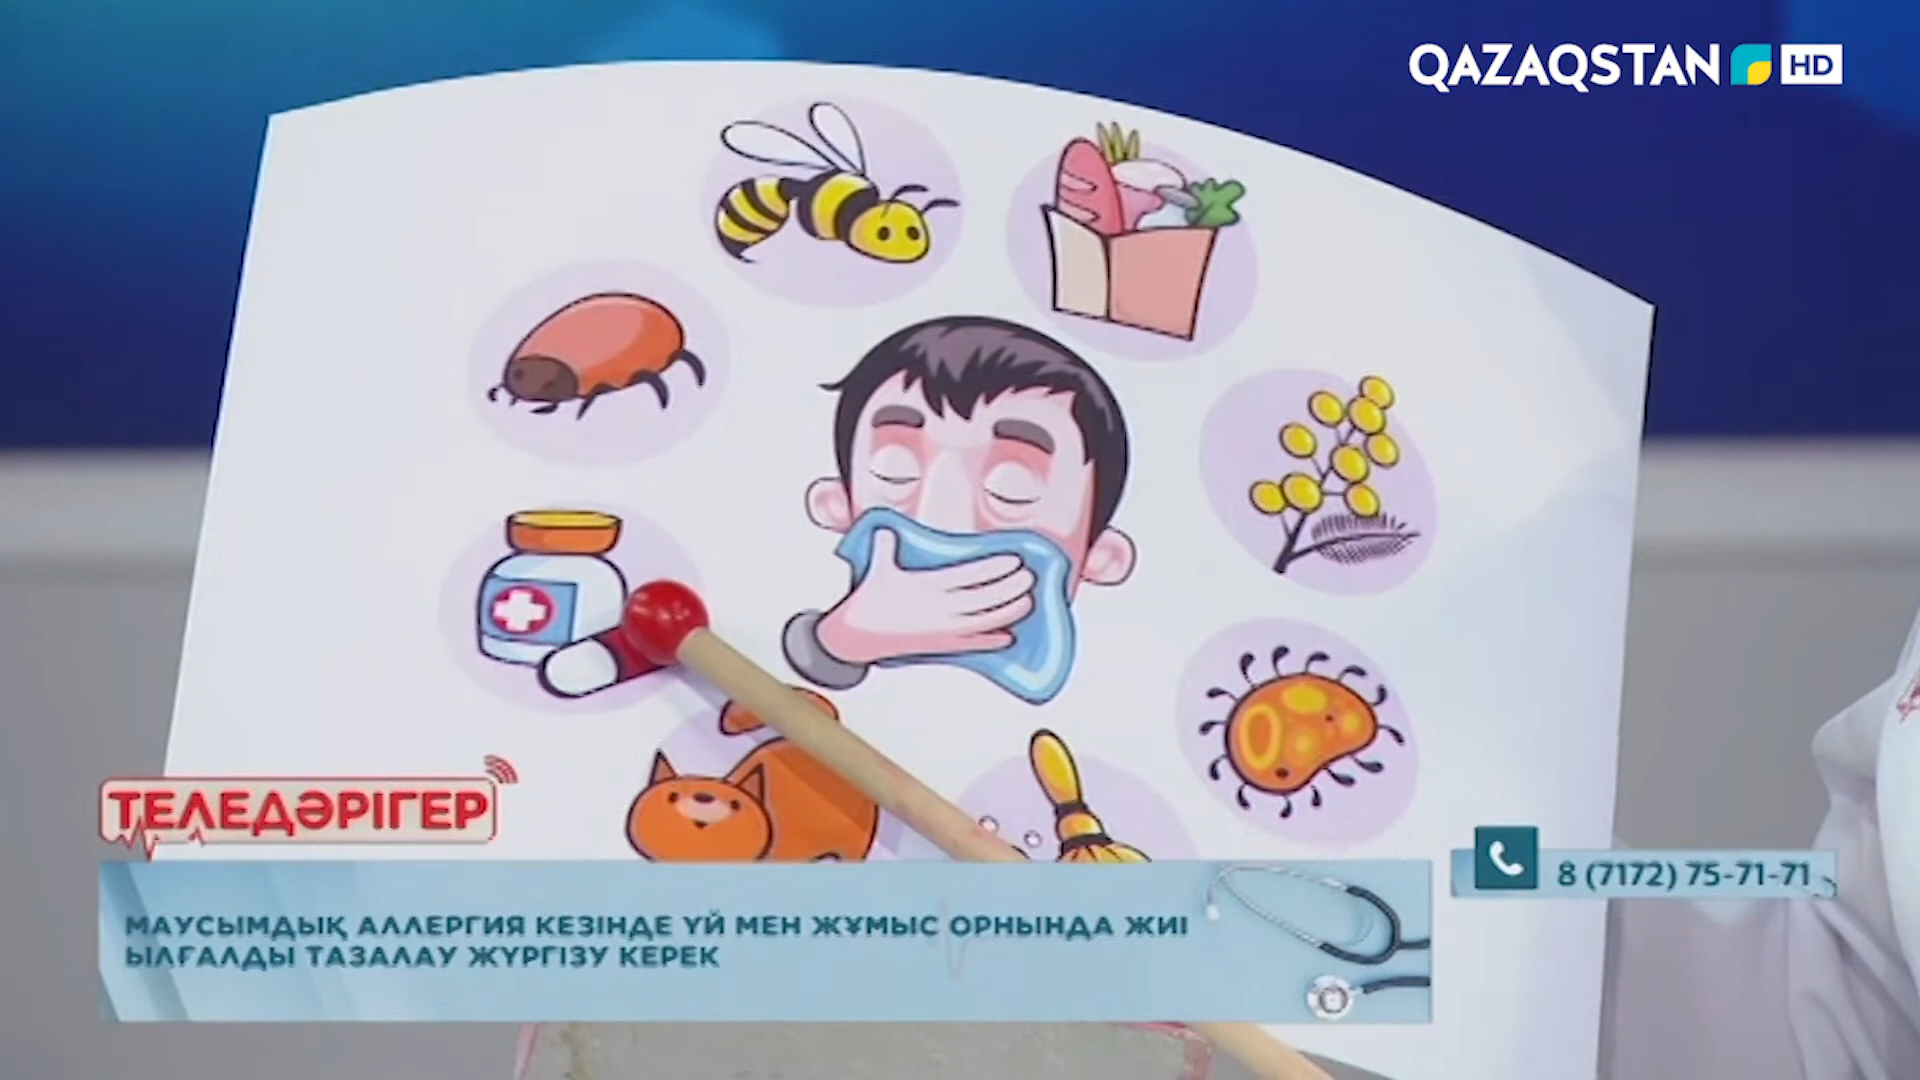 QAZAQSTAN HD
ТЕЛЕДӘРІГЕР
8 (7172) 75-71-71
МАУСЫМДЫҚ АЛЛЕРГИЯ КЕЗІНДЕ ҮЙ МЕН ЖҰМЫС ОРНЫНДА ЖИІ
ЫЛҒАЛДЫ ТАЗАЛАУ ЖҮРГІЗУ КЕРЕК